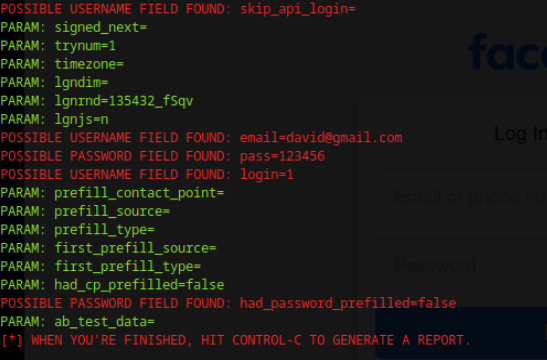 POSSIBLE USERNAME FIELD FOUND: skip_api_login=
PARAM: signed_next=
PARAM: trynum=1
PARAM: timezone=
PARAM: lgndim=
PARAM: lgnrnd=135432_fSqv
PARAM: lgnjs=n
POSSIBLE USERNAME FIELD FOUND: email=david@gmail.com
POSSIBLE PASSWORD FIELD FOUND: pass=123456
POSSIBLE USERNAME FIELD FOUND: login=1
PARAM: prefill_contact_point=
PARAM: prefill_source=
PARAM: prefill_type=
PARAM: first_prefill_source=
PARAM: first_prefill_type=
PARAM: had_cp_prefilled=false
POSSIBLE PASSWORD FIELD FOUND: had_password_prefilled=false
PARAM: ab_test_data=
[*] WHEN YOU'RE FINISHED, HIT CONTROL-C TO GENERATE A REPORT.
face
Log In
Email or phone nu
Password